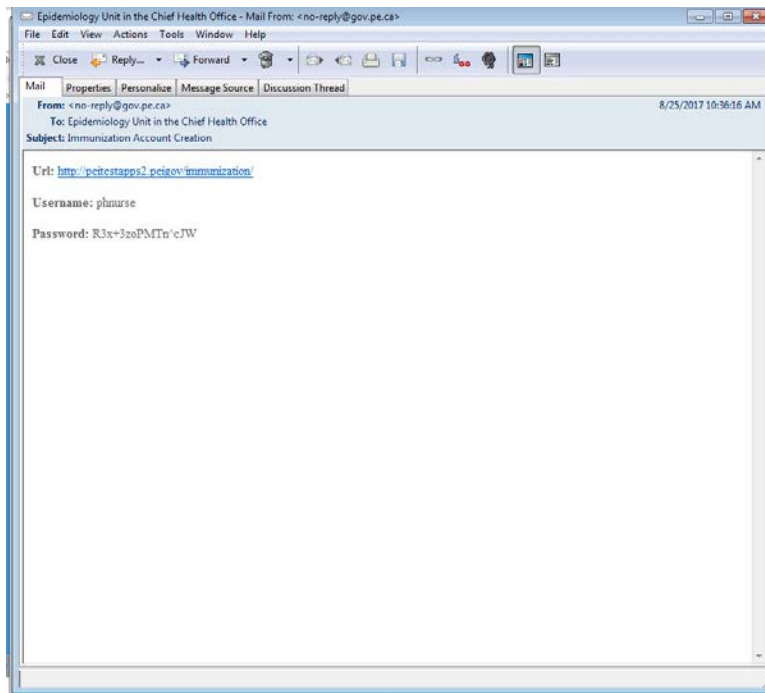 Epidemiology Unit in the Chief Health Office - Mail From: <no-reply@gov.pe.ca>
File Edit View Actions Tools Window Help
Close Reply... Forward
Mail Properties Personalize Message Source Discussion Thread
From: <no-reply@gov.pe.ca> 8/25/2017 10:36:16 AM
To: Epidemiology Unit in the Chief Health Office
Subject: Immunization Account Creation
Url: http://peitestapps2.peigov/immunization/
Username: phnurse
Password: R3x+3zoPMTn^cJW